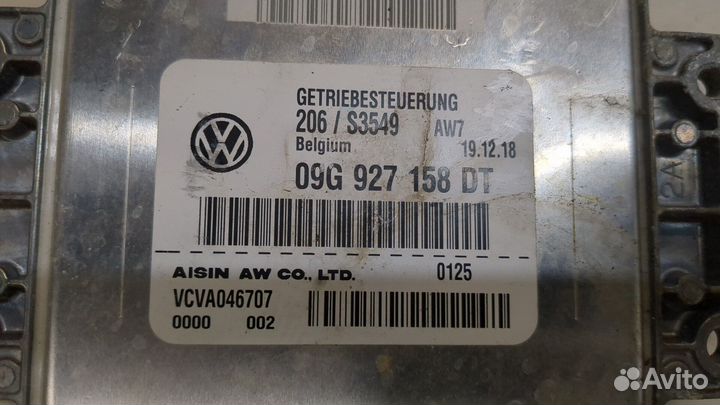 GETRIEBESTEUERUNG
206 / S3549 AW7
Belgium 19.12.18
09G 927 158 DT
AISIN AW CO., LTD. 0125
VCVA046707
0000 002
2A
Avito